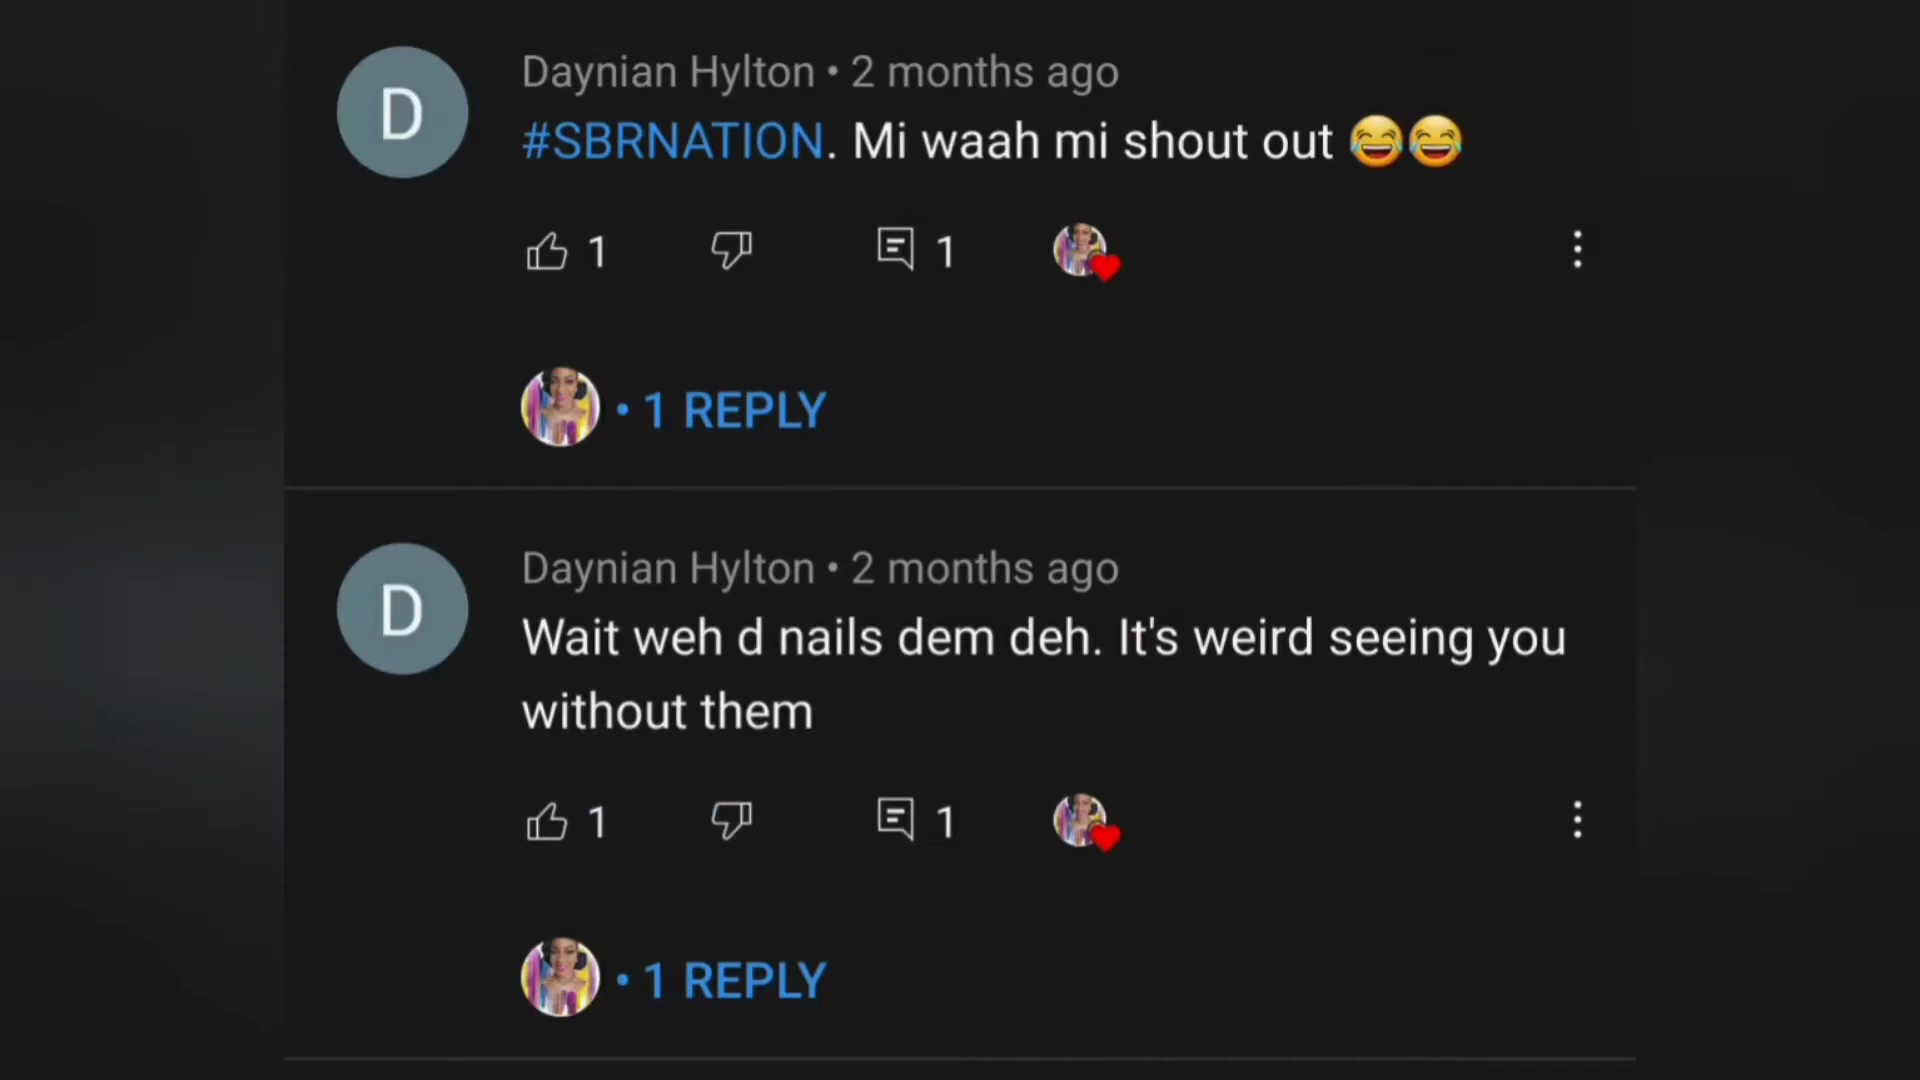 D
Daynian Hylton • 2 months ago
#SBRNATION. Mi waah mi shout out 😂😂
1
1
• 1 REPLY
D
Daynian Hylton • 2 months ago
Wait weh d nails dem deh. It's weird seeing you
without them
1
1
• 1 REPLY